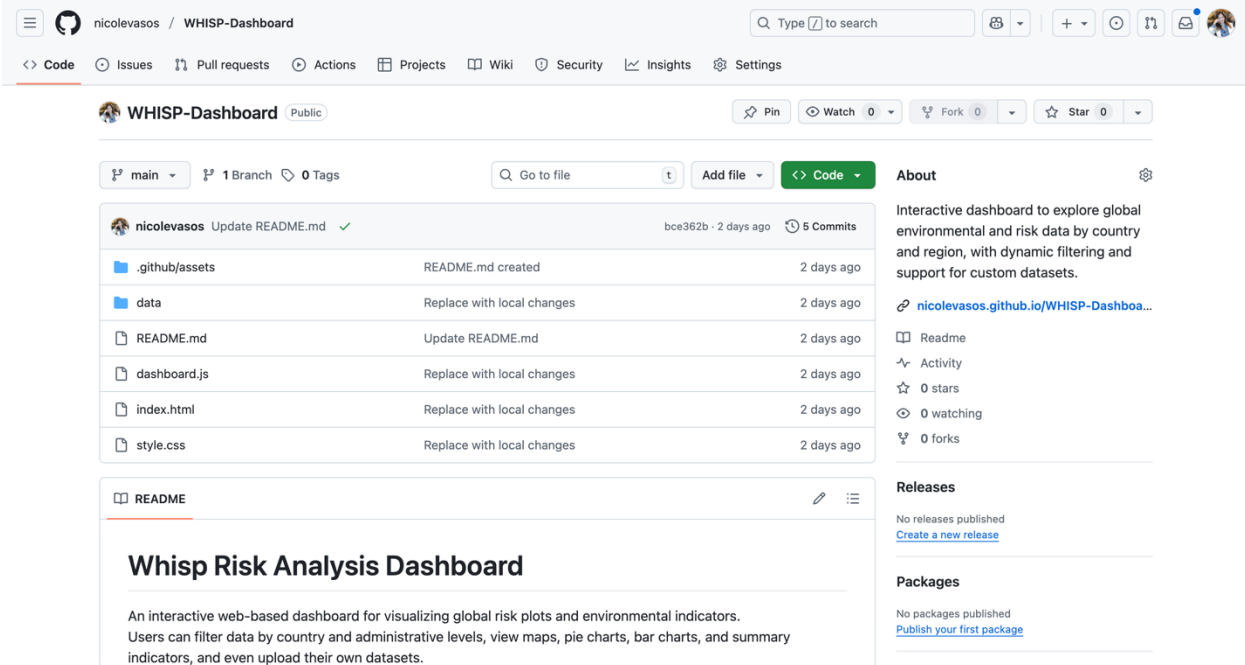 nicolevasos / WHISP-Dashboard
Type / to search
Code Issues Pull requests Actions Projects Wiki Security Insights Settings
WHISP-Dashboard Public
Pin Watch 0 Fork 0 Star 0
main 1 Branch 0 Tags Go to file t Add file Code
nicolevasos Update README.md bce362b · 2 days ago 5 Commits
.github/assets README.md created 2 days ago
data Replace with local changes 2 days ago
README.md Update README.md 2 days ago
dashboard.js Replace with local changes 2 days ago
index.html Replace with local changes 2 days ago
style.css Replace with local changes 2 days ago
README
Whisp Risk Analysis Dashboard
An interactive web-based dashboard for visualizing global risk plots and environmental indicators.
Users can filter data by country and administrative levels, view maps, pie charts, bar charts, and summary
indicators, and even upload their own datasets.
About
Interactive dashboard to explore global
environmental and risk data by country
and region, with dynamic filtering and
support for custom datasets.
nicolevasos.github.io/WHISP-Dashboa...
Readme
Activity
0 stars
0 watching
0 forks
Releases
No releases published
Create a new release
Packages
No packages published
Publish your first package